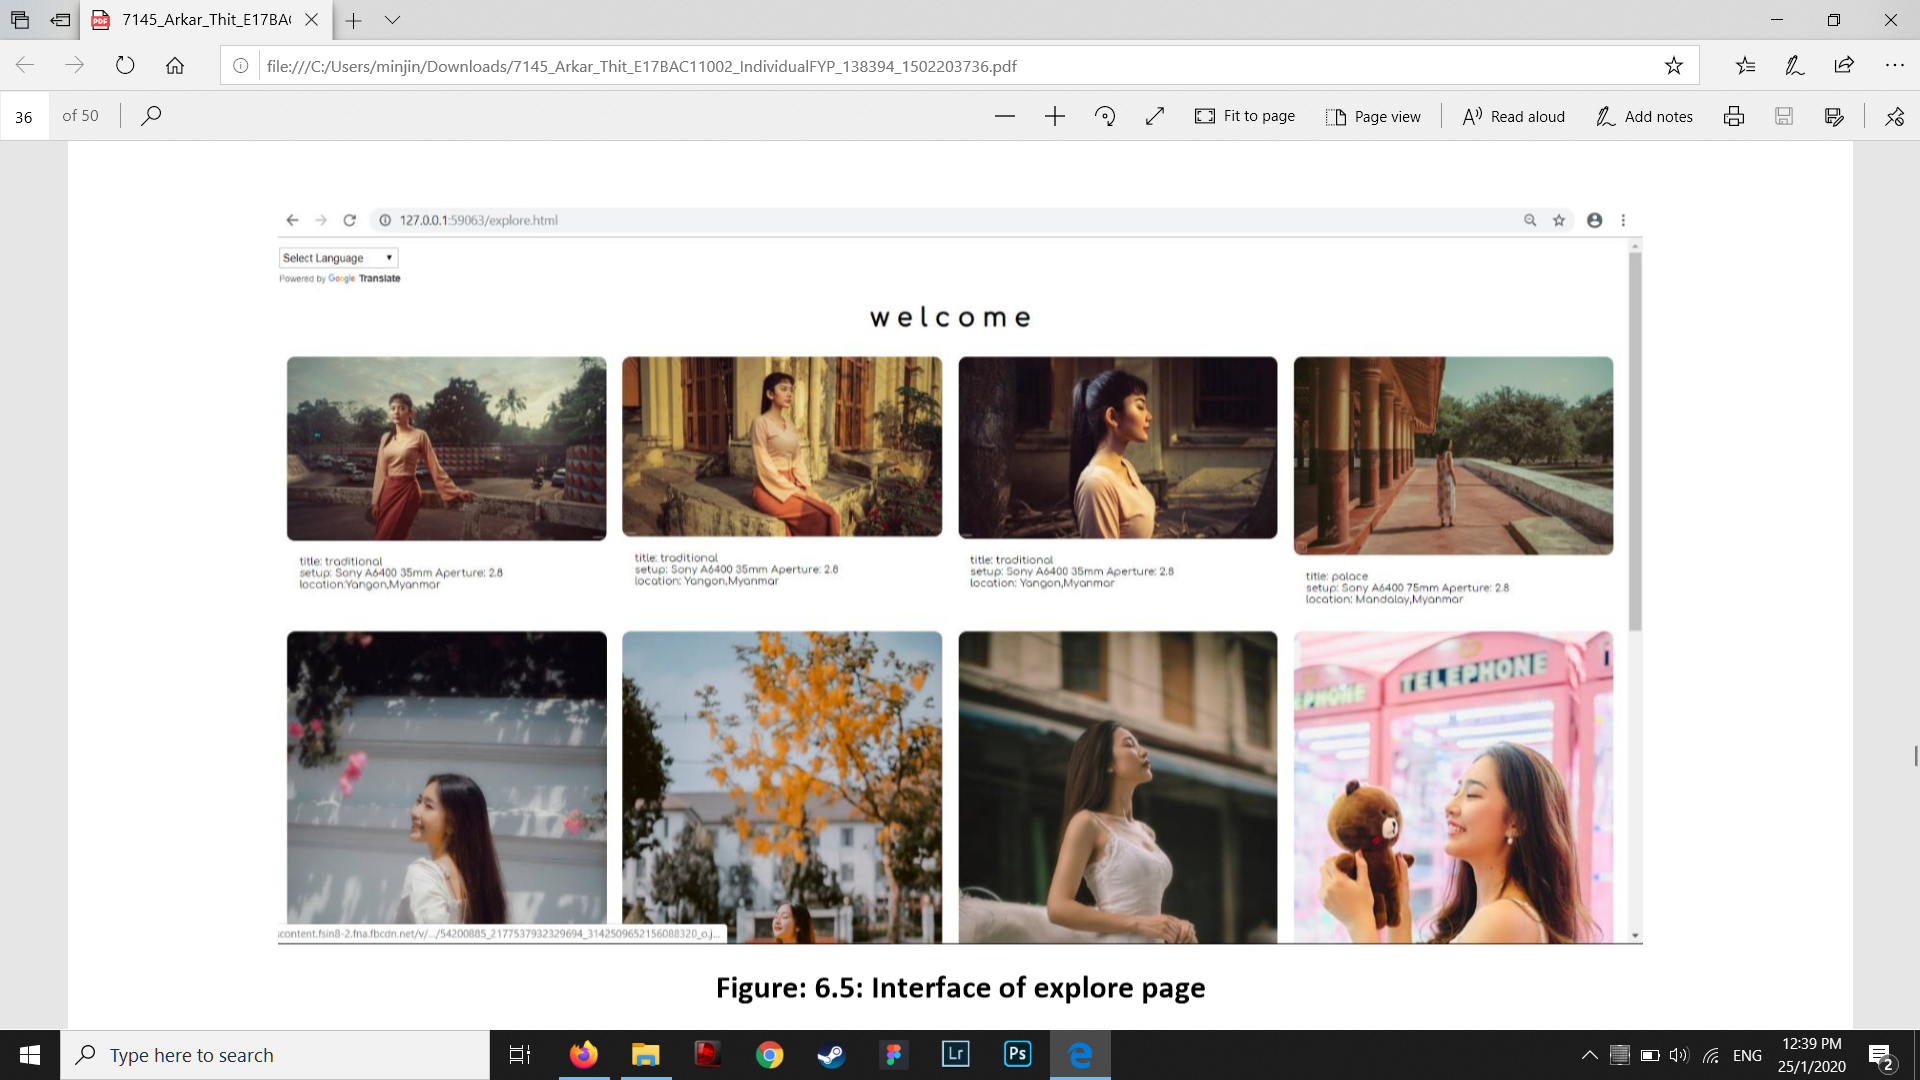 7145_Arkar_Thit_E17BA
file:///C:/Users/minjin/Downloads/7145_Arkar_Thit_E17BAC11002_IndividualFYP_138394_1502203736.pdf
36 of 50
Fit to page
Page view
Read aloud
Add notes
127.0.0.1:59063/explore.html
Select Language
Powered by Google Translate
welcome
title: traditional
setup: Sony A6400 35mm Aperture: 2.8
location:Yangon,Myanmar
title: traditional
setup: Sony A6400 35mm Aperture: 2.8
location: Yangon,Myanmar
title: traditional
setup: Sony A6400 35mm Aperture: 2.8
location: Yangon,Myanmar
title: palace
setup: Sony A6400 75mm Aperture: 2.8
location: Mandalay,Myanmar
EPHONE
TELEPHONE
content.fsin8-2.fna.fbcdn.net/v/.../54200885_2177537932329694_3142509652156088320_o.j...
Figure: 6.5: Interface of explore page
Type here to search
Lr
Ps
ENG
12:39 PM
25/1/2020
2